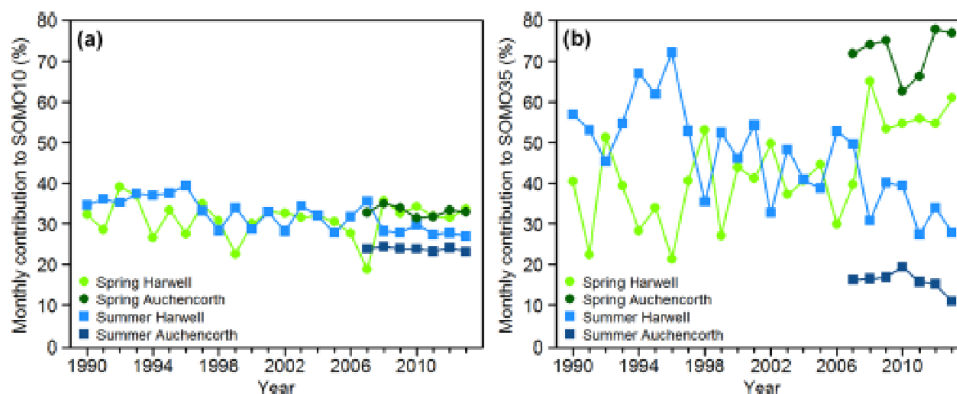 (a)
Monthly contribution to SOMO10 (%)
80
70
60
50
40
30
20
10
0
Spring Harwell
Spring Auchencorth
Summer Harwell
Summer Auchencorth
1990 1994 1998 2002 2006 2010
Year
(b)
Monthly contribution to SOMO35 (%)
80
70
60
50
40
30
20
10
0
Spring Harwell
Spring Auchencorth
Summer Harwell
Summer Auchencorth
1990 1994 1998 2002 2006 2010
Year